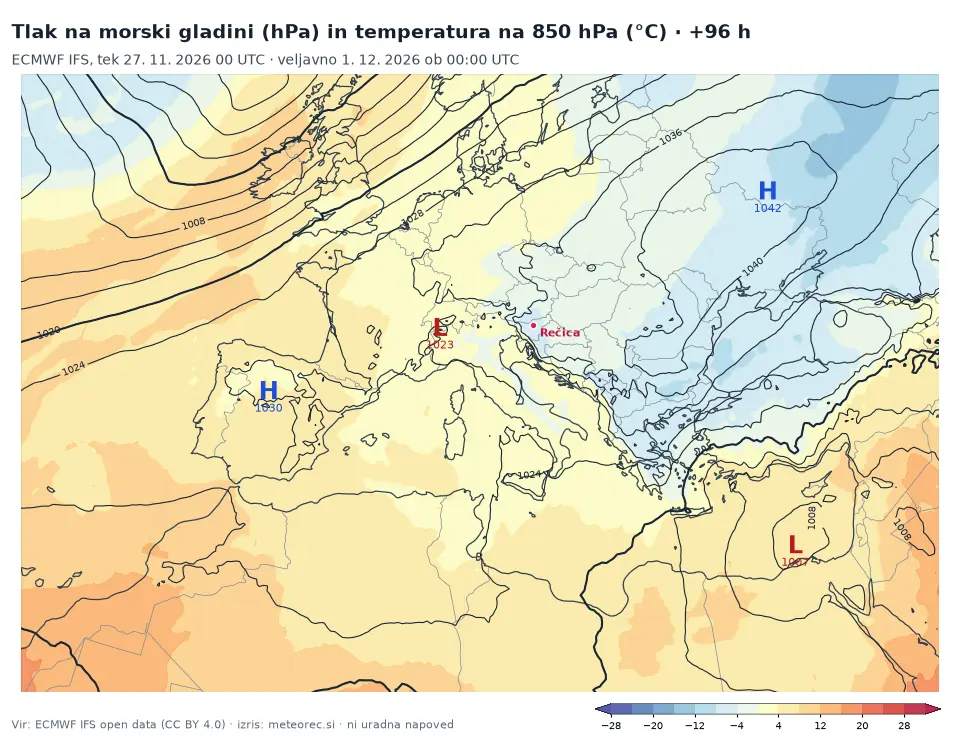 Tlak na morski gladini (hPa) in temperatura na 850 hPa (°C) · +96 h
ECMWF IFS, tek 27. 11. 2026 00 UTC · veljavno 1. 12. 2026 ob 00:00 UTC
1036
H
1042
1008
1028
1040
1020
L
1023
Rečica
1024
H
1030
1024
1008
1008
L
1007
Vir: ECMWF IFS open data (CC BY 4.0) · izris: meteorec.si · ni uradna napoved
−28 −20 −12 −4 4 12 20 28